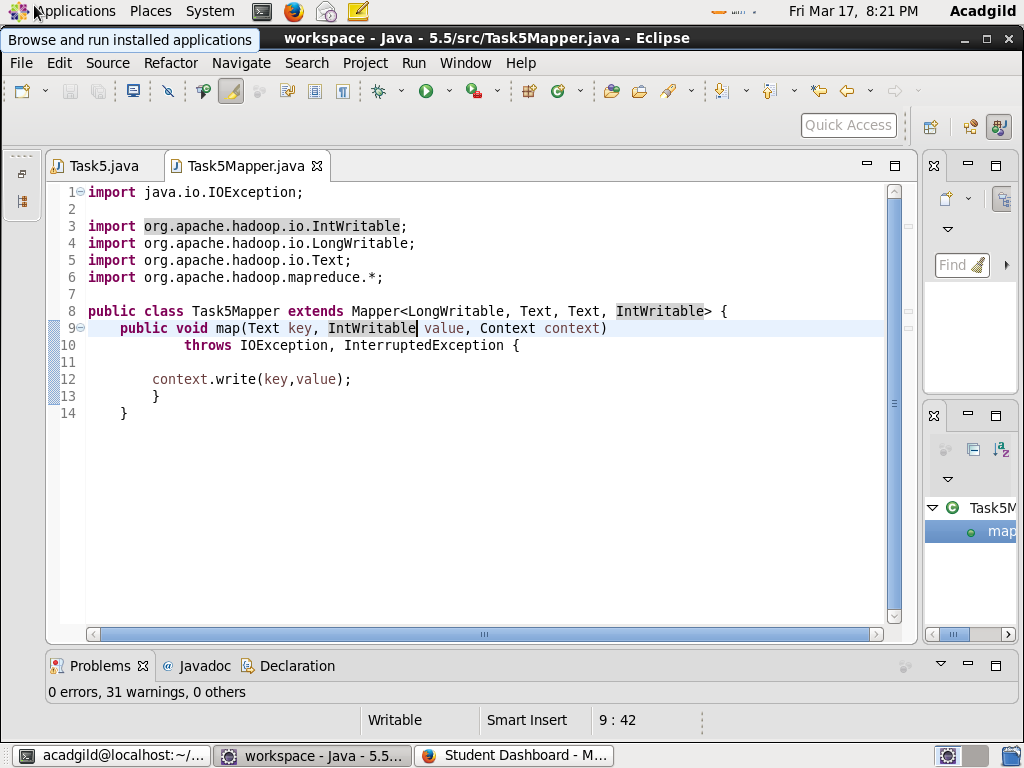 Applications Places System Fri Mar 17, 8:21 PM Acadgild
Browse and run installed applications
workspace - Java - 5.5/src/Task5Mapper.java - Eclipse
File Edit Source Refactor Navigate Search Project Run Window Help
Quick Access
Task5.java Task5Mapper.java
1 import java.io.IOException;
2
3 import org.apache.hadoop.io.IntWritable;
4 import org.apache.hadoop.io.LongWritable;
5 import org.apache.hadoop.io.Text;
6 import org.apache.hadoop.mapreduce.*;
7
8 public class Task5Mapper extends Mapper<LongWritable, Text, Text, IntWritable> {
9 public void map(Text key, IntWritable value, Context context)
10 throws IOException, InterruptedException {
11
12 context.write(key,value);
13 }
14 }
Find
Task5M
map
Problems @ Javadoc Declaration
0 errors, 31 warnings, 0 others
Writable Smart Insert 9 : 42
acadgild@localhost:~/... workspace - Java - 5.5... Student Dashboard - M...